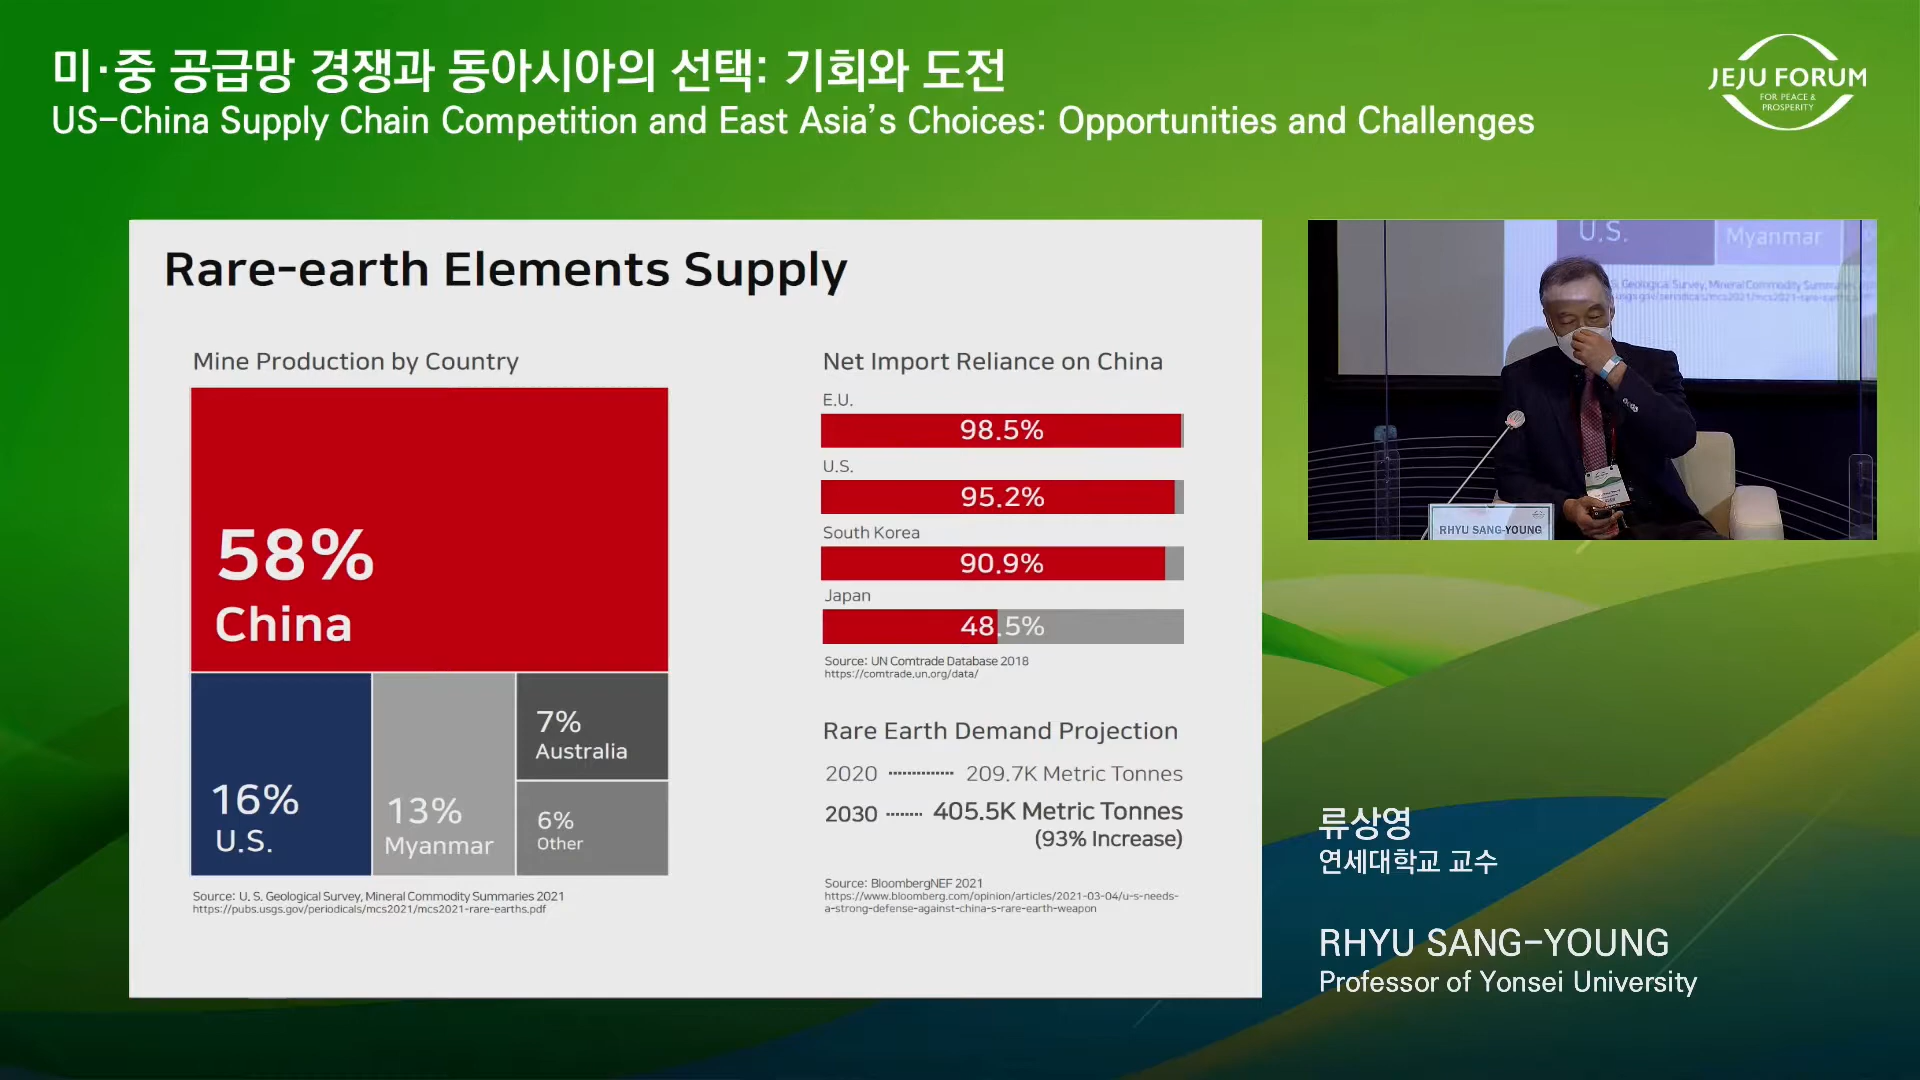 미·중 공급망 경쟁과 동아시아의 선택: 기회와 도전
US-China Supply Chain Competition and East Asia's Choices: Opportunities and Challenges
JEJU FORUM
FOR PEACE &
PROSPERITY
Rare-earth Elements Supply
Mine Production by Country
58%
China
16%
U.S.
13%
Myanmar
7%
Australia
6%
Other
Source: U. S. Geological Survey, Mineral Commodity Summaries 2021
https://pubs.usgs.gov/periodicals/mcs2021/mcs2021-rare-earths.pdf
Net Import Reliance on China
E.U.
98.5%
U.S.
95.2%
South Korea
90.9%
Japan
48.5%
Source: UN Comtrade Database 2018
https://comtrade.un.org/data/
Rare Earth Demand Projection
2020 ············ 209.7K Metric Tonnes
2030 ······· 405.5K Metric Tonnes
(93% Increase)
Source: BloombergNEF 2021
https://www.bloomberg.com/opinion/articles/2021-03-04/u-s-needs-
a-strong-defense-against-china-s-rare-earth-weapon
U.S.
Myanmar
Geological Survey, Mineral Commodity
RHYU SANG-YOUNG
류상영
연세대학교 교수
RHYU SANG-YOUNG
Professor of Yonsei University